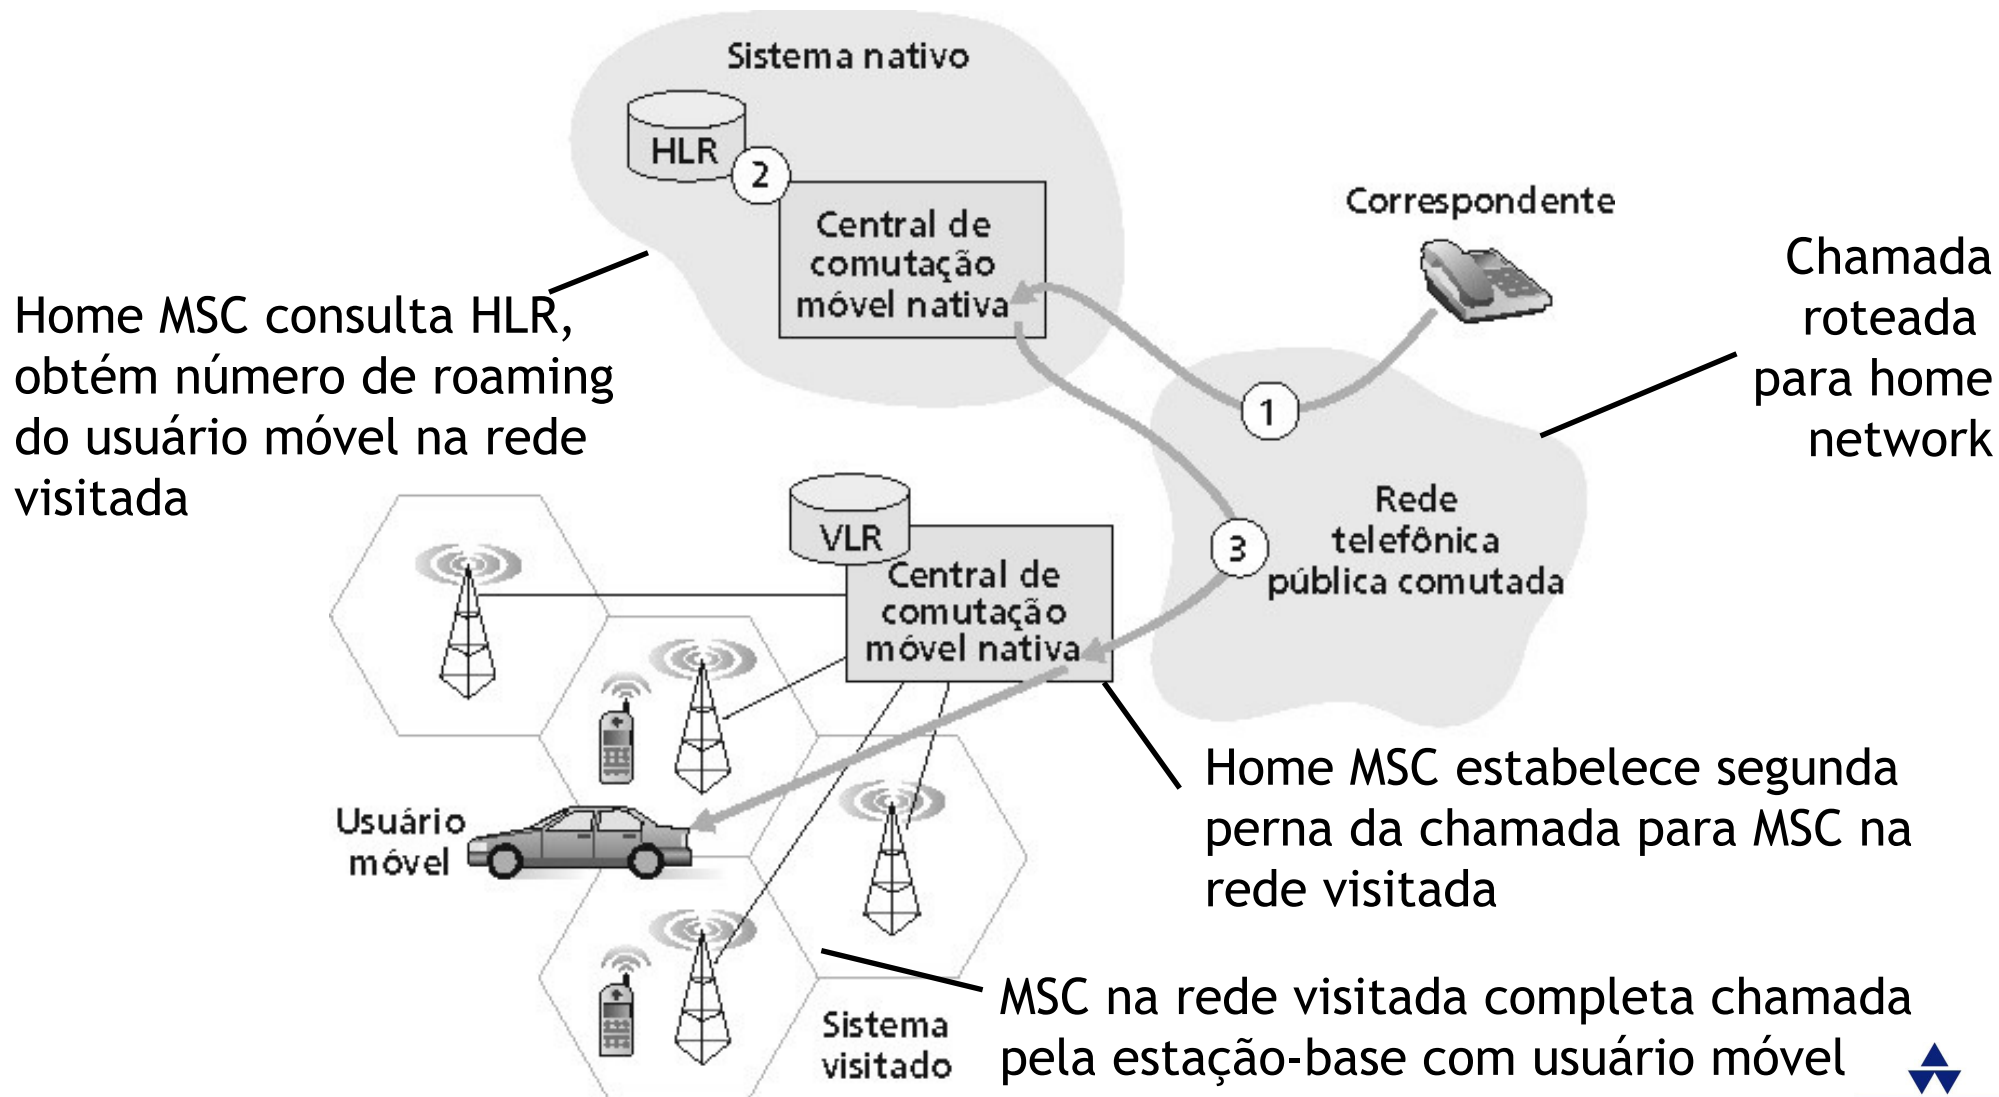 Sistema nativo
HLR
2
Central de
comutação
móvel nativa
Correspondente
Chamada
roteada
para home
network
Home MSC consulta HLR,
obtém número de roaming
do usuário móvel na rede
visitada
1
VLR
Central de
comutação
móvel nativa
3
Rede
telefônica
pública comutada
Home MSC estabelece segunda
perna da chamada para MSC na
rede visitada
Usuário
móvel
MSC na rede visitada completa chamada
pela estação-base com usuário móvel
Sistema
visitado